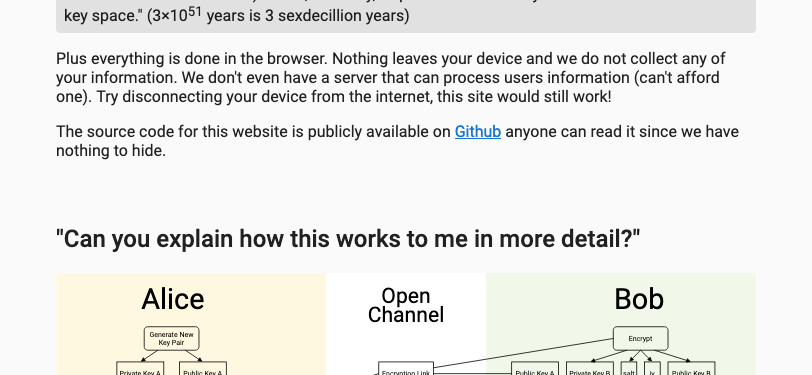 key space." (3×10⁵¹ years is 3 sexdecillion years)
Plus everything is done in the browser. Nothing leaves your device and we do not collect any of
your information. We don't even have a server that can process users information (can't afford
one). Try disconnecting your device from the internet, this site would still work!
The source code for this website is publicly available on Github anyone can read it since we have
nothing to hide.
"Can you explain how this works to me in more detail?"
Alice
Open
Channel
Bob
Generate New
Key Pair
Encrypt
Private Key A
Public Key A
Encryption Link
Public Key A
Private Key B
salt
iv
Public Key B